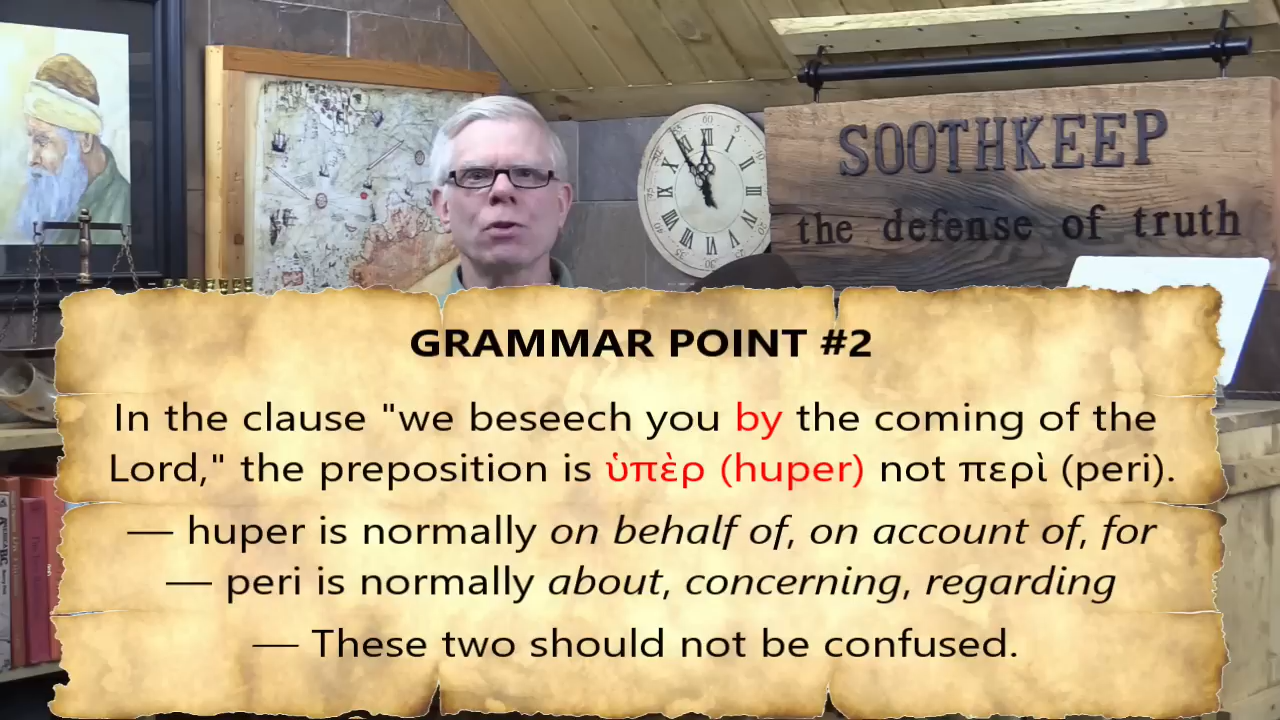 SOOTHKEEP
the defense of truth
GRAMMAR POINT #2
In the clause "we beseech you by the coming of the
Lord," the preposition is ὑπὲρ (huper) not περὶ (peri).
— huper is normally on behalf of, on account of, for
— peri is normally about, concerning, regarding
— These two should not be confused.